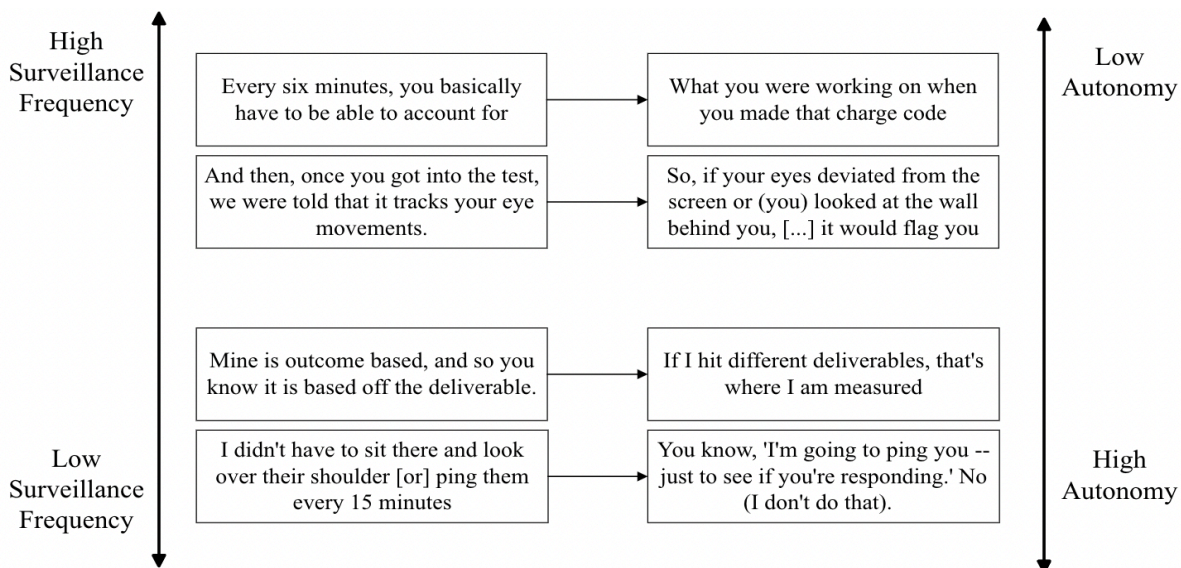 High
Surveillance
Frequency
Low
Autonomy
Every six minutes, you basically
have to be able to account for
What you were working on when
you made that charge code
And then, once you got into the test,
we were told that it tracks your eye
movements.
So, if your eyes deviated from the
screen or (you) looked at the wall
behind you, [...] it would flag you
Mine is outcome based, and so you
know it is based off the deliverable.
If I hit different deliverables, that's
where I am measured
I didn't have to sit there and look
over their shoulder [or] ping them
every 15 minutes
You know, 'I'm going to ping you --
just to see if you're responding.' No
(I don't do that).
Low
Surveillance
Frequency
High
Autonomy